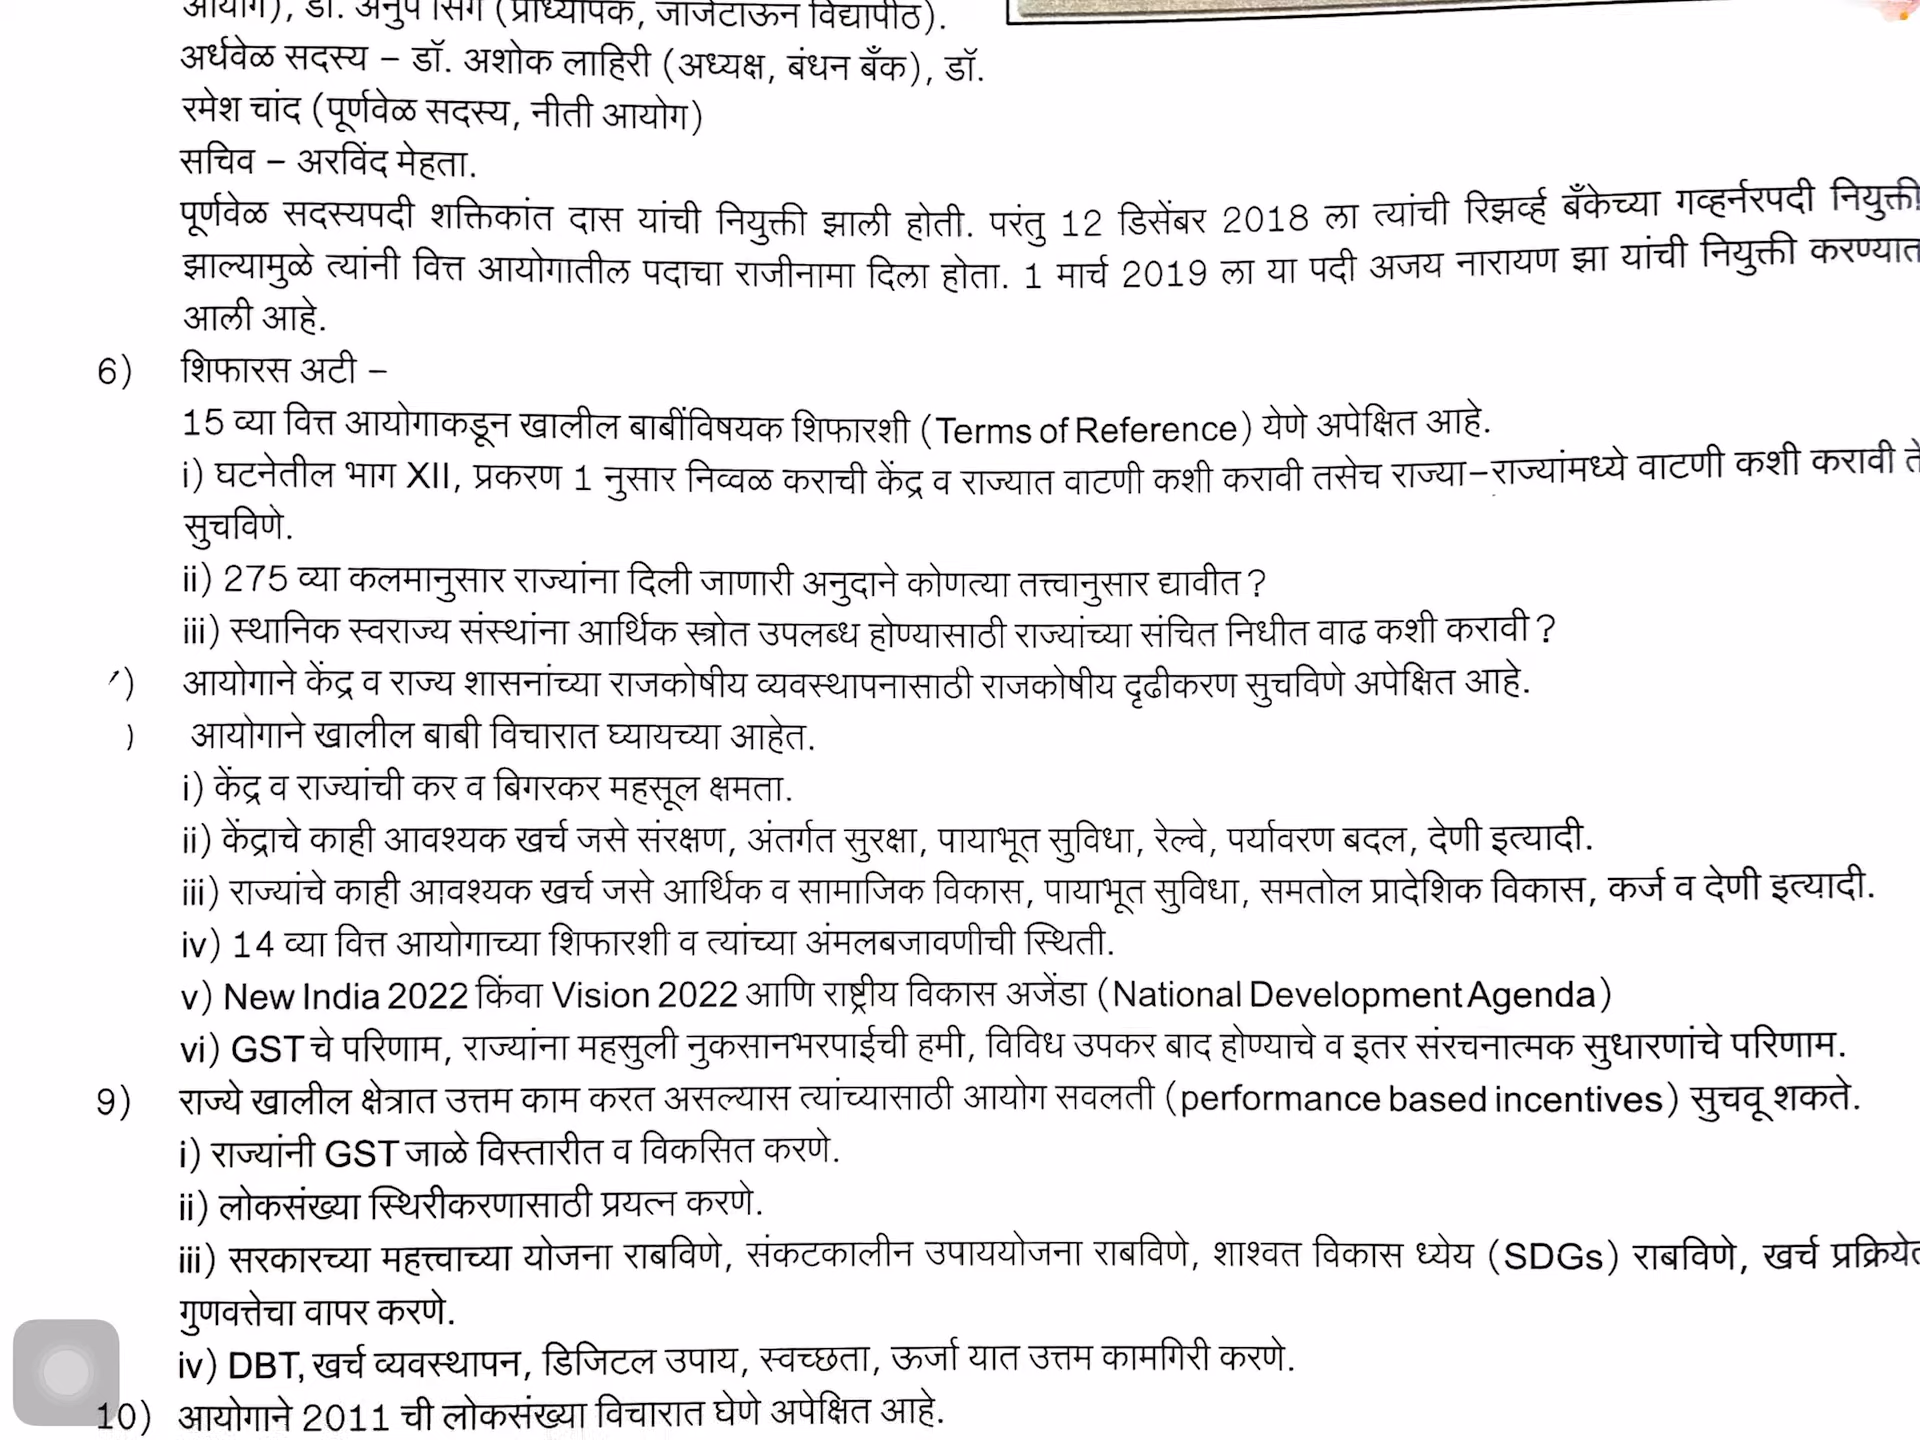 आयोग), डॉ. अनुप सिंग (प्राध्यापक, जॉर्जटाऊन विद्यापीठ).
अर्धवेळ सदस्य – डॉ. अशोक लाहिरी (अध्यक्ष, बंधन बँक), डॉ.
रमेश चांद (पूर्णवेळ सदस्य, नीती आयोग)
सचिव – अरविंद मेहता.
पूर्णवेळ सदस्यपदी शक्तिकांत दास यांची नियुक्ती झाली होती. परंतु 12 डिसेंबर 2018 ला त्यांची रिझर्व्ह बँकेच्या गव्हर्नरपदी नियुक्ती
झाल्यामुळे त्यांनी वित्त आयोगातील पदाचा राजीनामा दिला होता. 1 मार्च 2019 ला या पदी अजय नारायण झा यांची नियुक्ती करण्यात
आली आहे.
6) शिफारस अटी –
15 व्या वित्त आयोगाकडून खालील बाबींविषयक शिफारशी (Terms of Reference) येणे अपेक्षित आहे.
i) घटनेतील भाग XII, प्रकरण 1 नुसार निव्वळ कराची केंद्र व राज्यात वाटणी कशी करावी तसेच राज्या–राज्यांमध्ये वाटणी कशी करावी ते
सुचविणे.
ii) 275 व्या कलमानुसार राज्यांना दिली जाणारी अनुदाने कोणत्या तत्त्वानुसार द्यावीत?
iii) स्थानिक स्वराज्य संस्थांना आर्थिक स्त्रोत उपलब्ध होण्यासाठी राज्यांच्या संचित निधीत वाढ कशी करावी?
) आयोगाने केंद्र व राज्य शासनांच्या राजकोषीय व्यवस्थापनासाठी राजकोषीय दृढीकरण सुचविणे अपेक्षित आहे.
) आयोगाने खालील बाबी विचारात घ्यायच्या आहेत.
i) केंद्र व राज्यांची कर व बिगरकर महसूल क्षमता.
ii) केंद्राचे काही आवश्यक खर्च जसे संरक्षण, अंतर्गत सुरक्षा, पायाभूत सुविधा, रेल्वे, पर्यावरण बदल, देणी इत्यादी.
iii) राज्यांचे काही आवश्यक खर्च जसे आर्थिक व सामाजिक विकास, पायाभूत सुविधा, समतोल प्रादेशिक विकास, कर्ज व देणी इत्यादी.
iv) 14 व्या वित्त आयोगाच्या शिफारशी व त्यांच्या अंमलबजावणीची स्थिती.
v) New India 2022 किंवा Vision 2022 आणि राष्ट्रीय विकास अजेंडा (National Development Agenda)
vi) GST चे परिणाम, राज्यांना महसुली नुकसानभरपाईची हमी, विविध उपकर बाद होण्याचे व इतर संरचनात्मक सुधारणांचे परिणाम.
9) राज्ये खालील क्षेत्रात उत्तम काम करत असल्यास त्यांच्यासाठी आयोग सवलती (performance based incentives) सुचवू शकते.
i) राज्यांनी GST जाळे विस्तारीत व विकसित करणे.
ii) लोकसंख्या स्थिरीकरणासाठी प्रयत्न करणे.
iii) सरकारच्या महत्त्वाच्या योजना राबविणे, संकटकालीन उपाययोजना राबविणे, शाश्वत विकास ध्येय (SDGs) राबविणे, खर्च प्रक्रियेत
गुणवत्तेचा वापर करणे.
iv) DBT, खर्च व्यवस्थापन, डिजिटल उपाय, स्वच्छता, ऊर्जा यात उत्तम कामगिरी करणे.
10) आयोगाने 2011 ची लोकसंख्या विचारात घेणे अपेक्षित आहे.